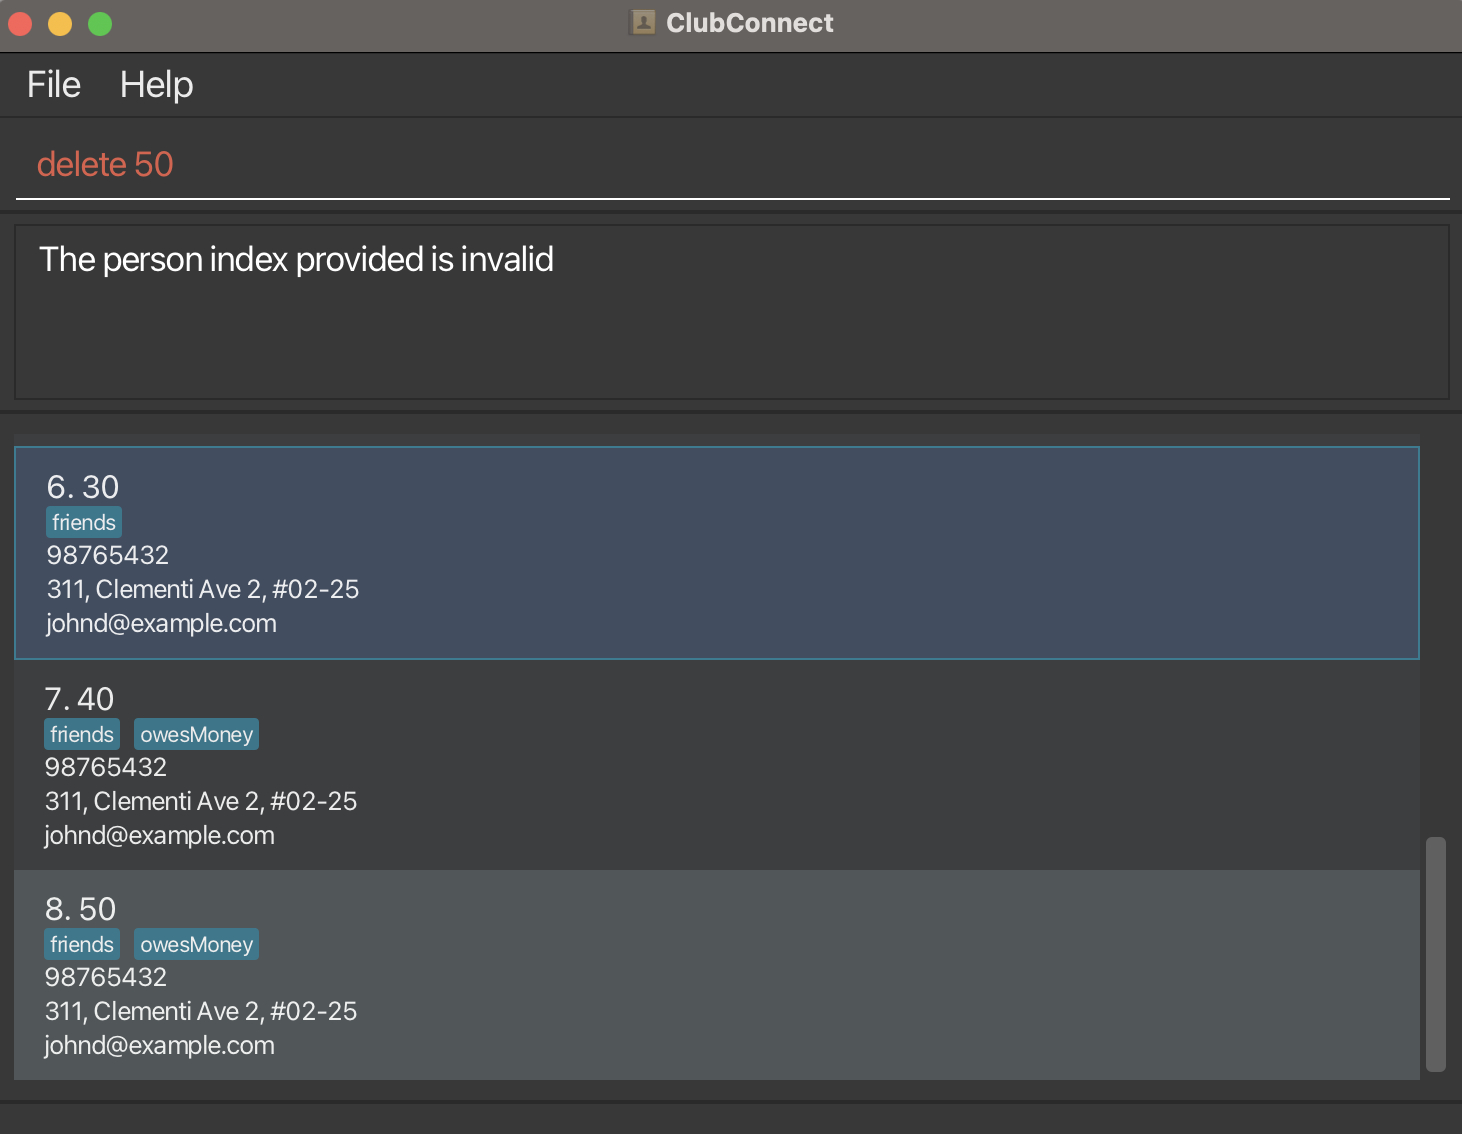 ClubConnect
File Help
delete 50
The person index provided is invalid
6. 30
friends
98765432
311, Clementi Ave 2, #02-25
johnd@example.com
7. 40
friends owesMoney
98765432
311, Clementi Ave 2, #02-25
johnd@example.com
8. 50
friends owesMoney
98765432
311, Clementi Ave 2, #02-25
johnd@example.com